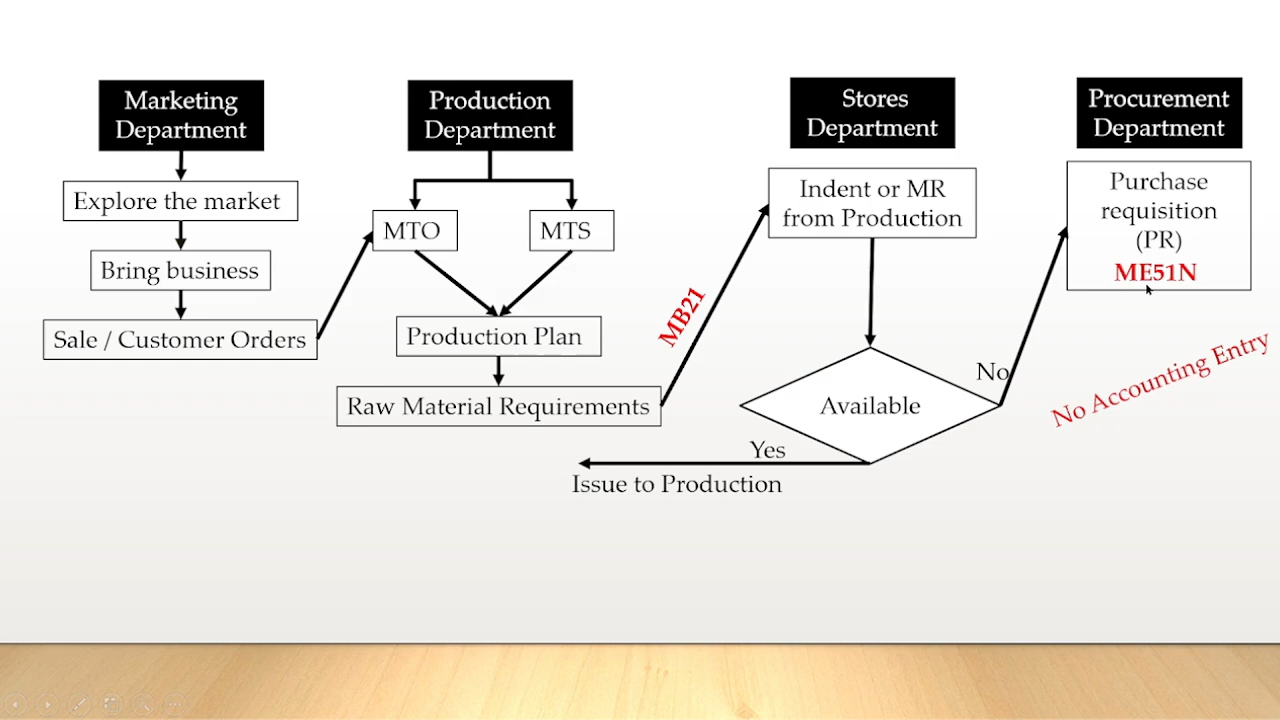 Marketing
Department
Explore the market
Bring business
Sale / Customer Orders
Production
Department
MTO
MTS
Production Plan
Raw Material Requirements
MB21
Stores
Department
Indent or MR
from Production
Available
Yes
No
Issue to Production
Procurement
Department
Purchase
requisition
(PR)
ME51N
No Accounting Entry